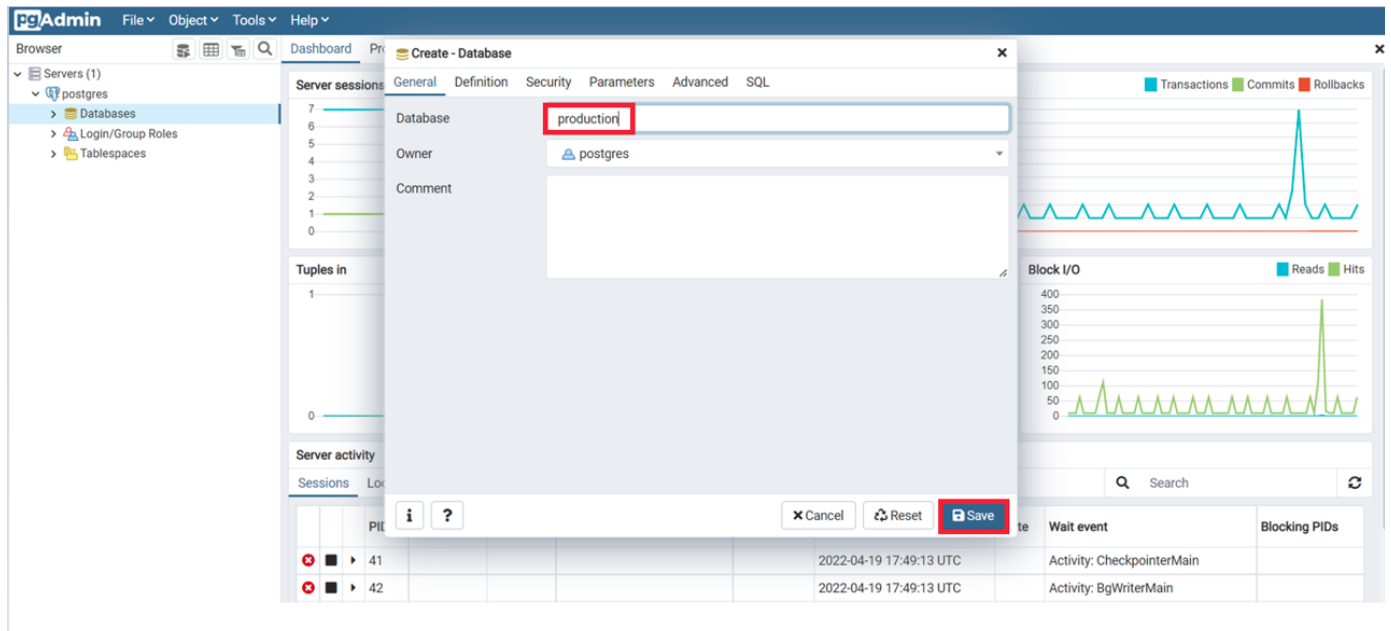 pgAdmin File Object Tools Help
Browser
Servers (1)
postgres
Databases
Login/Group Roles
Tablespaces
Dashboard
Create - Database
General Definition Security Parameters Advanced SQL
Database production
Owner postgres
Comment
i ? Cancel Reset Save
Server sessions
7
6
5
4
3
2
1
0
Transactions Commits Rollbacks
Tuples in
1
0
Block I/O Reads Hits
400
350
300
250
200
150
100
50
0
Server activity
Sessions
Search
Wait event Blocking PIDs
41 2022-04-19 17:49:13 UTC Activity: CheckpointerMain
42 2022-04-19 17:49:13 UTC Activity: BgWriterMain